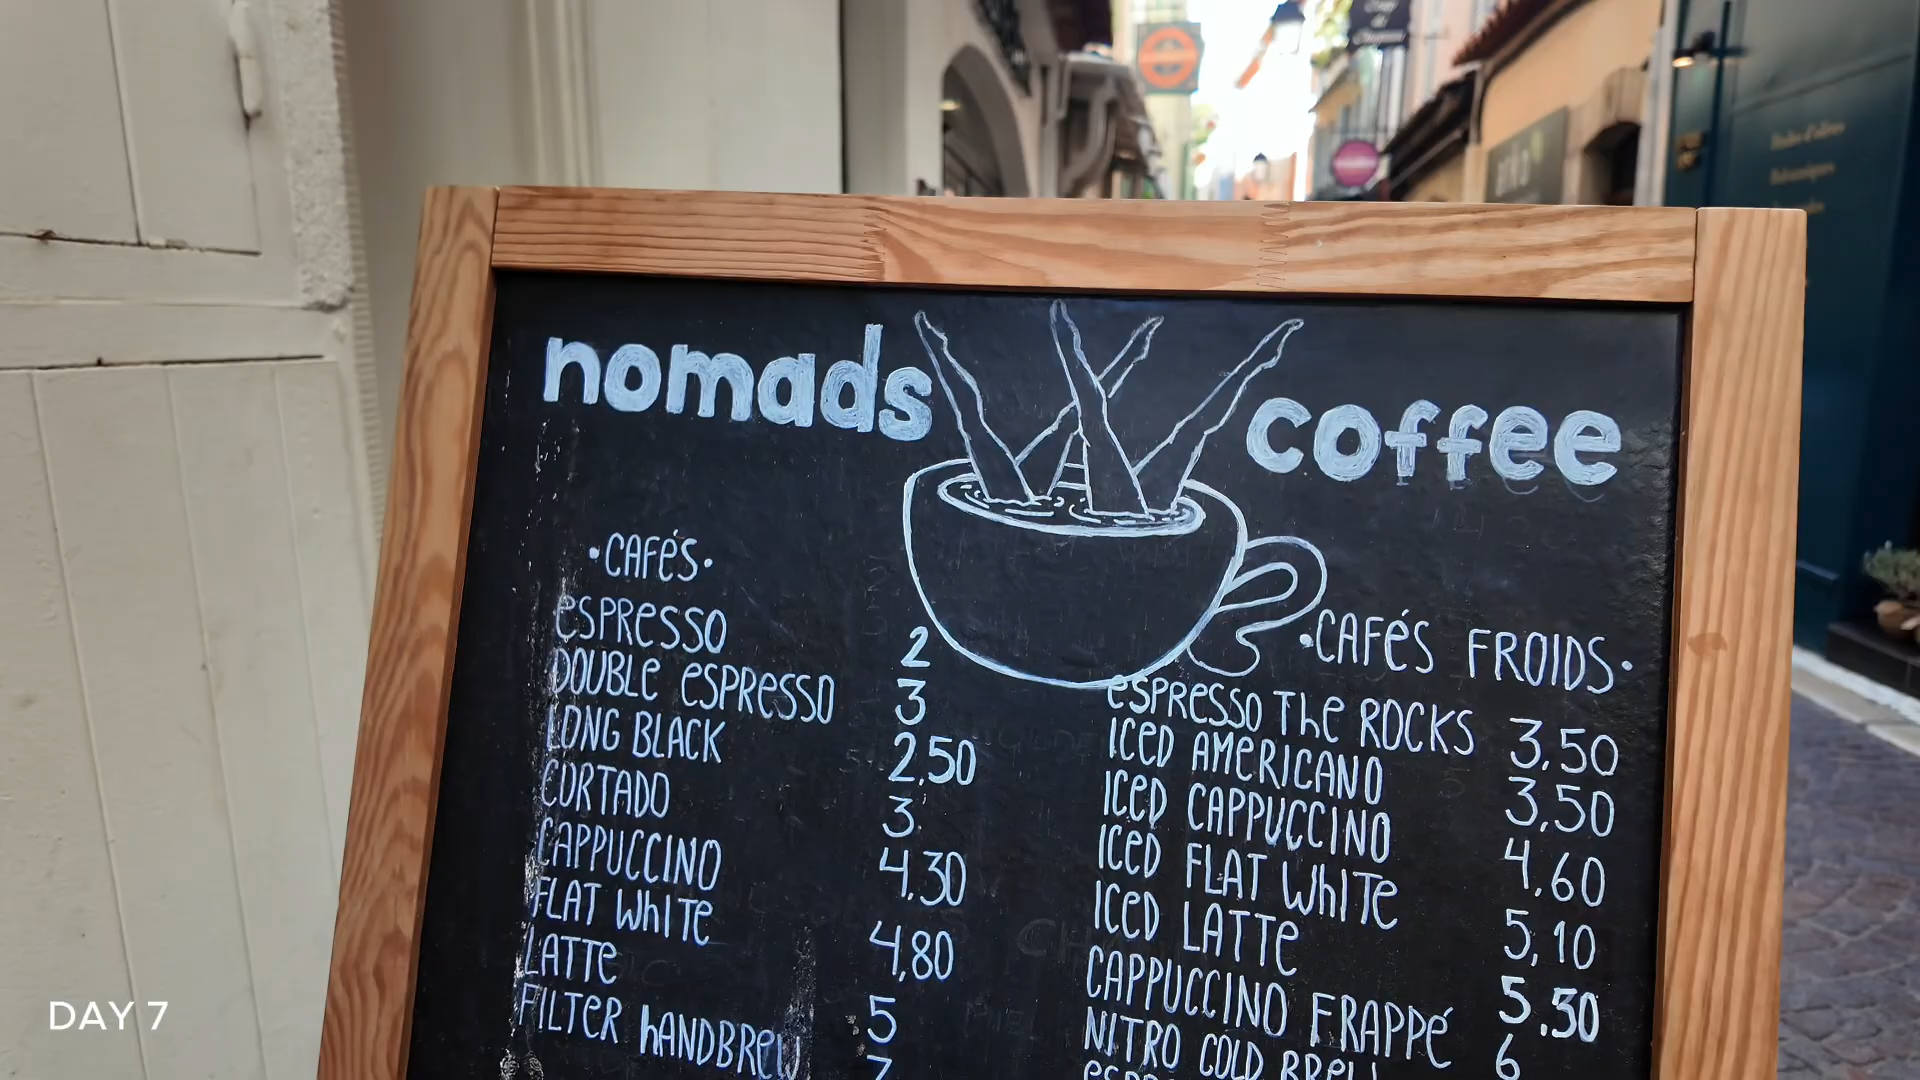 nomads coffee
·CAFÉS·
ESPRESSO 2
DOUBLE ESPRESSO 3
LONG BLACK 2,50
CORTADO 3
CAPPUCCINO 4,30
FLAT WHITE 4,80
LATTE 5
FILTER HANDBREW 7
·CAFÉS FROIDS·
ESPRESSO THE ROCKS 3,50
ICED AMERICANO 3,50
ICED CAPPUCCINO 4,60
ICED FLAT WHITE 5,10
ICED LATTE 5.50
CAPPUCCINO FRAPPÉ 6
NITRO COLD BREW
DAY 7